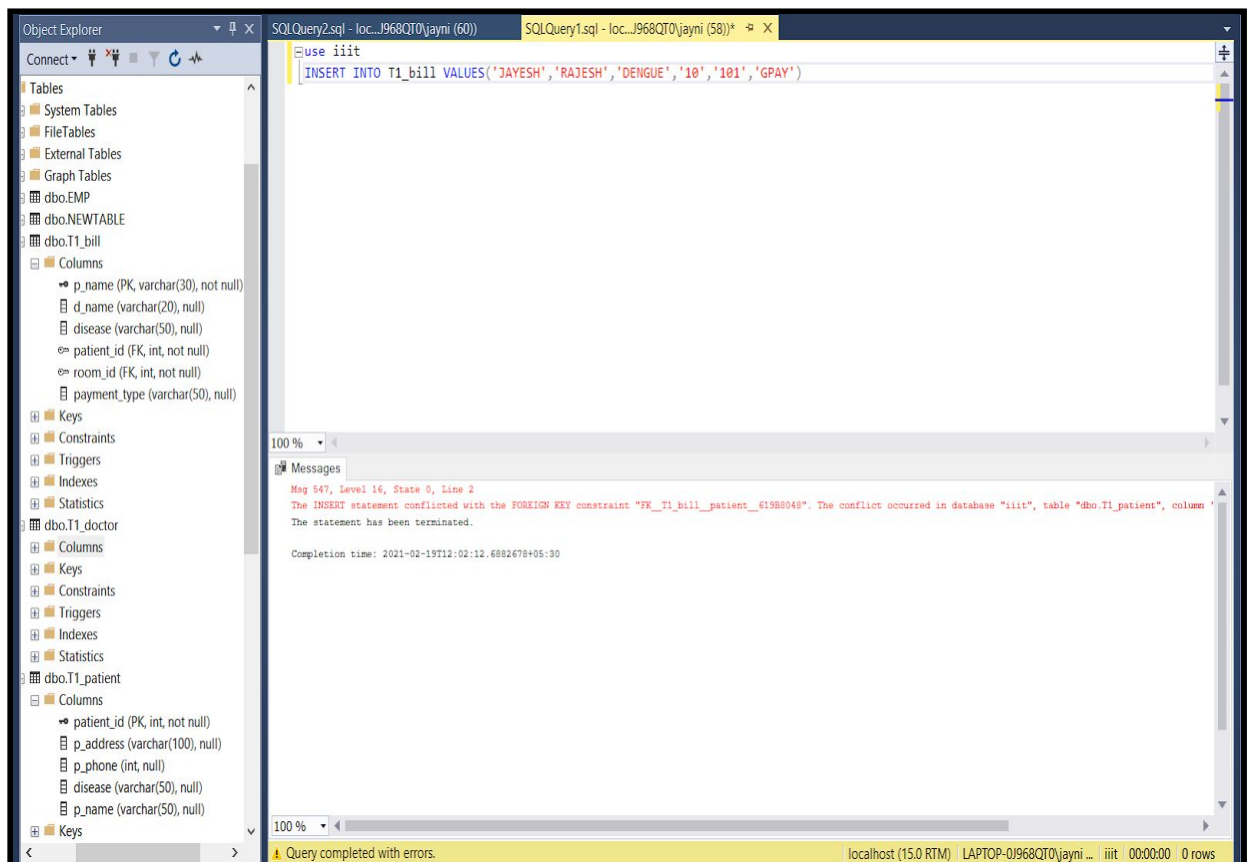 Object Explorer
SQLQuery2.sql - loc...J968QT0\jayni (60))
SQLQuery1.sql - loc...J968QT0\jayni (58))*
Connect
Tables
System Tables
FileTables
External Tables
Graph Tables
dbo.EMP
dbo.NEWTABLE
dbo.T1_bill
Columns
p_name (PK, varchar(30), not null)
d_name (varchar(20), null)
disease (varchar(50), null)
patient_id (FK, int, not null)
room_id (FK, int, not null)
payment_type (varchar(50), null)
Keys
Constraints
Triggers
Indexes
Statistics
dbo.T1_doctor
Columns
Keys
Constraints
Triggers
Indexes
Statistics
dbo.T1_patient
Columns
patient_id (PK, int, not null)
p_address (varchar(100), null)
p_phone (int, null)
disease (varchar(50), null)
p_name (varchar(50), null)
Keys
use iiit
INSERT INTO T1_bill VALUES('JAYESH','RAJESH','DENGUE','10','101','GPAY')
100 %
Messages
Msg 547, Level 16, State 0, Line 2
The INSERT statement conflicted with the FOREIGN KEY constraint "FK__T1_bill__patient__619B8048". The conflict occurred in database "iiit", table "dbo.T1_patient", column '
The statement has been terminated.
Completion time: 2021-02-19T12:02:12.6882678+05:30
100 %
Query completed with errors.
localhost (15.0 RTM)
LAPTOP-0J968QT0\jayni ...
iiit
00:00:00
0 rows